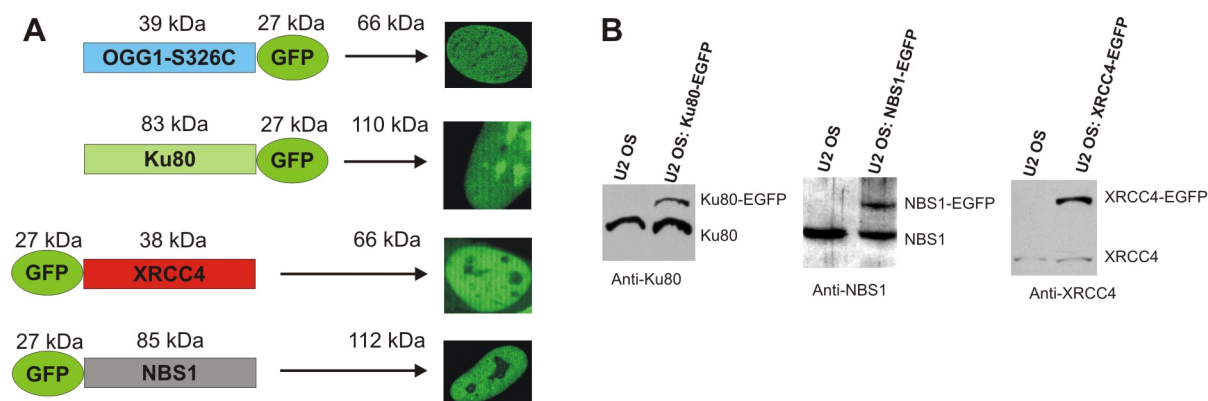 A
39 kDa 27 kDa 66 kDa
OGG1-S326C GFP
83 kDa 27 kDa 110 kDa
Ku80 GFP
27 kDa 38 kDa 66 kDa
GFP XRCC4
27 kDa 85 kDa 112 kDa
GFP NBS1
B
U2 OS
U2 OS: Ku80-EGFP
Ku80-EGFP
Ku80
Anti-Ku80
U2 OS
U2 OS: NBS1-EGFP
NBS1-EGFP
NBS1
Anti-NBS1
U2 OS
U2 OS: XRCC4-EGFP
XRCC4-EGFP
XRCC4
Anti-XRCC4